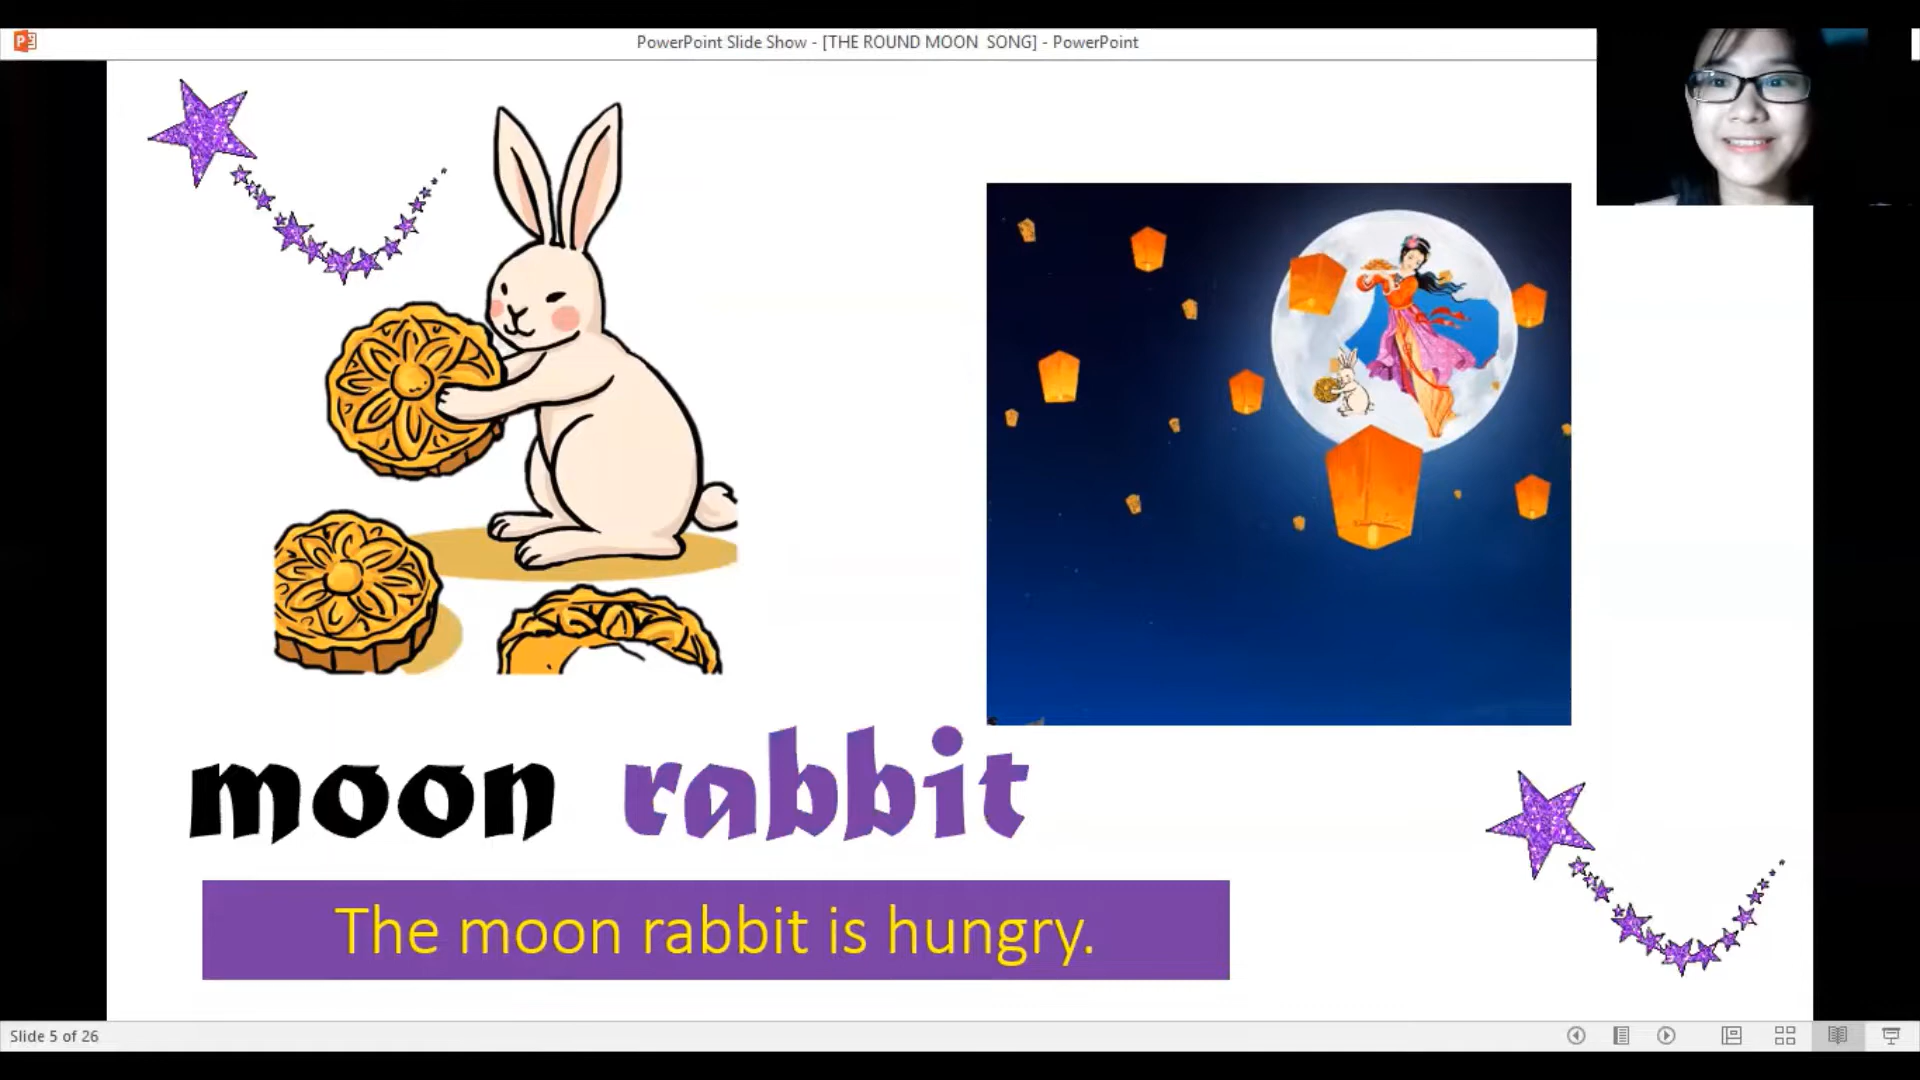 PowerPoint Slide Show - [THE ROUND MOON  SONG] - PowerPoint
moon rabbit
The moon rabbit is hungry.
Slide 5 of 26